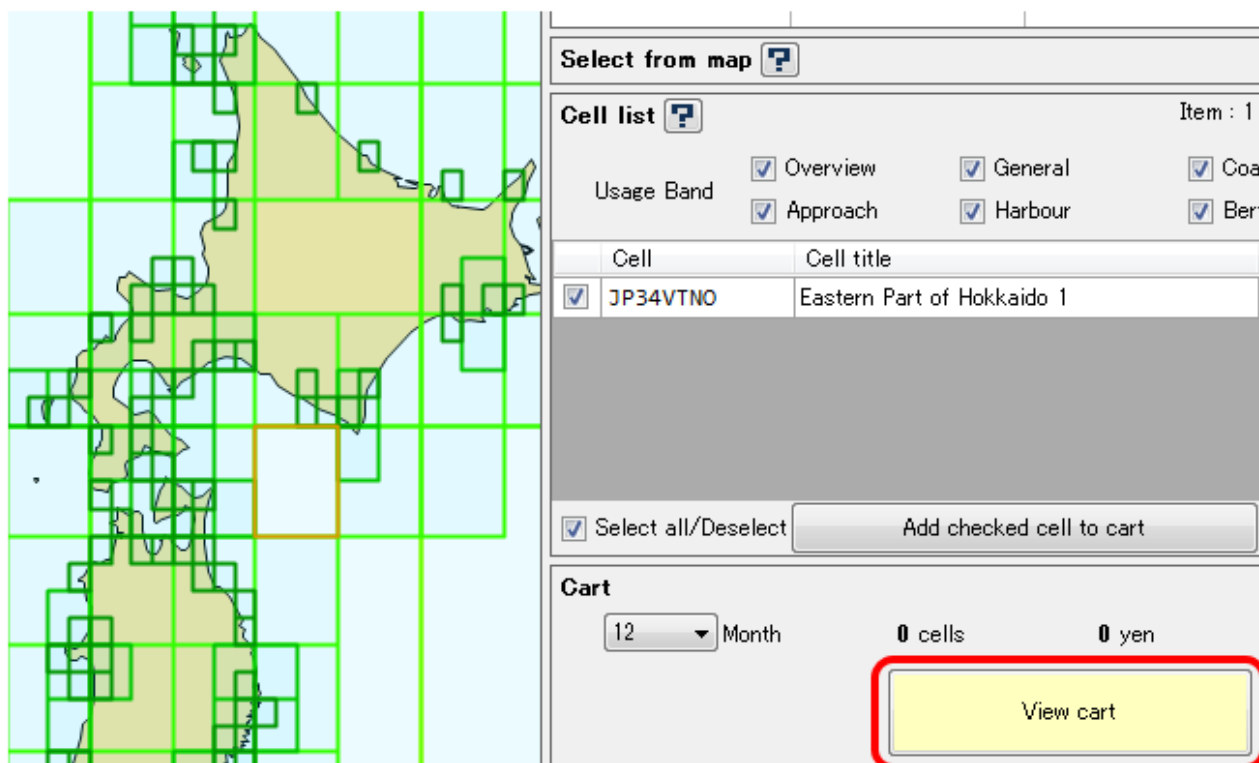 Select from map ?
Cell list ? Item : 1
Usage Band
Overview General Coa
Approach Harbour Ber
Cell Cell title
JP34VTNO Eastern Part of Hokkaido 1
Select all/Deselect Add checked cell to cart
Cart
12 Month 0 cells 0 yen
View cart